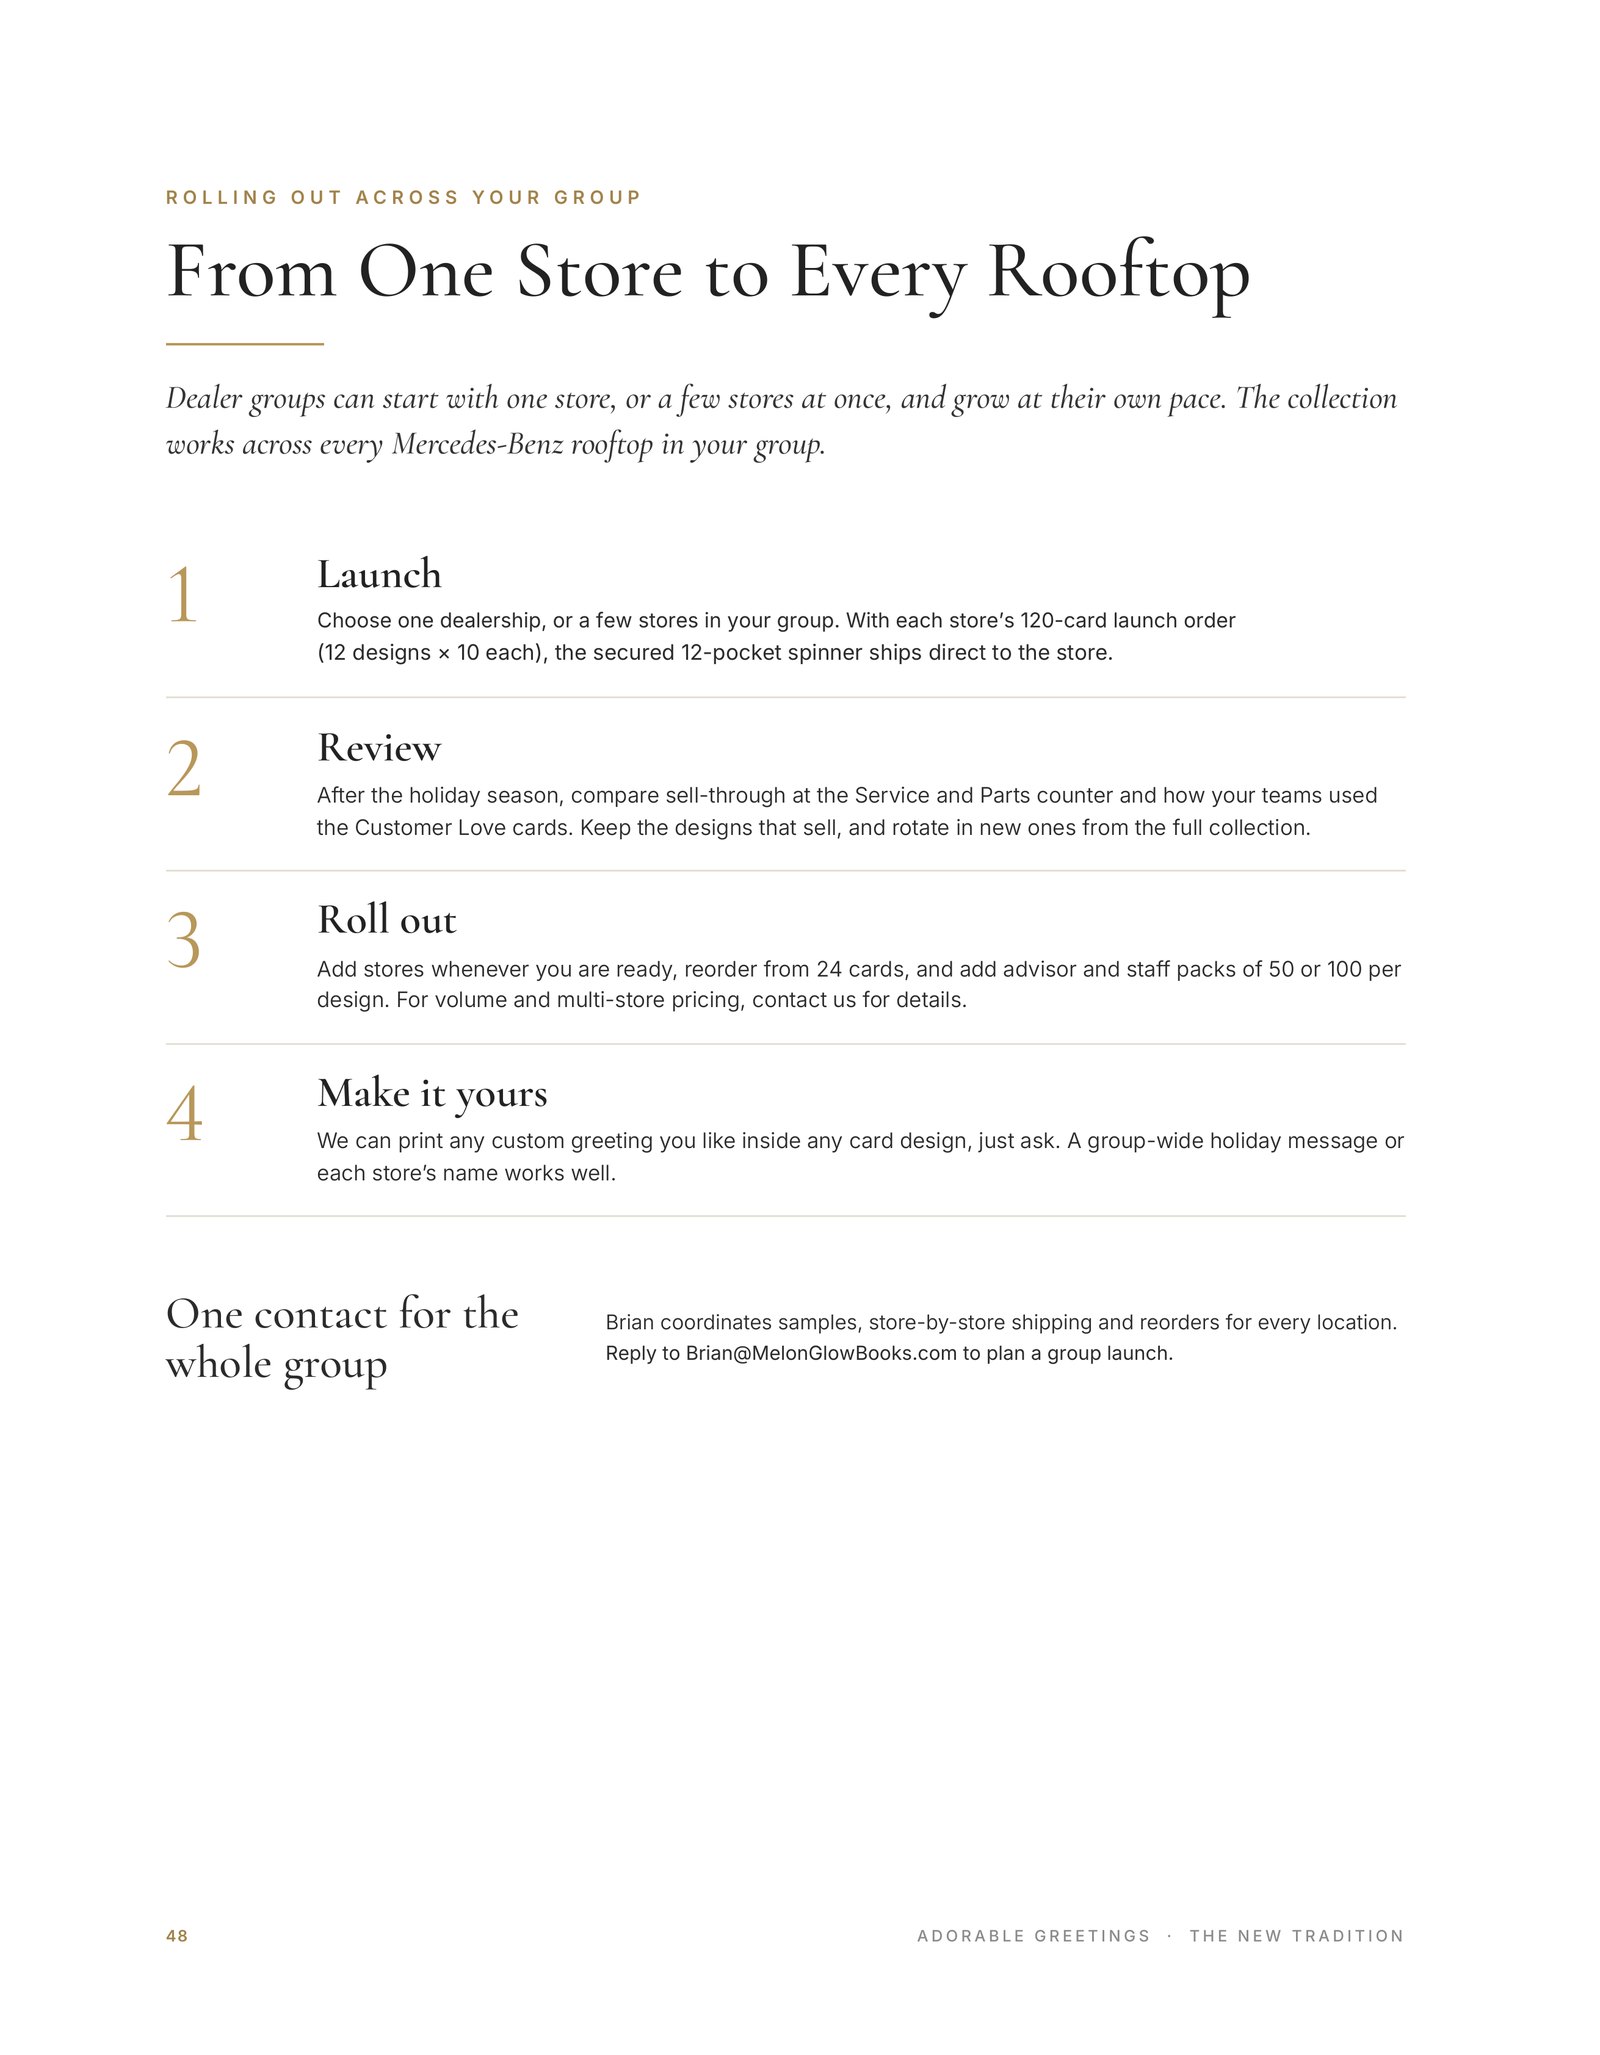 ROLLING OUT ACROSS YOUR GROUP
From One Store to Every Rooftop
Dealer groups can start with one store, or a few stores at once, and grow at their own pace. The collection
works across every Mercedes-Benz rooftop in your group.
1
Launch
Choose one dealership, or a few stores in your group. With each store’s 120-card launch order
(12 designs × 10 each), the secured 12-pocket spinner ships direct to the store.
2
Review
After the holiday season, compare sell-through at the Service and Parts counter and how your teams used
the Customer Love cards. Keep the designs that sell, and rotate in new ones from the full collection.
3
Roll out
Add stores whenever you are ready, reorder from 24 cards, and add advisor and staff packs of 50 or 100 per
design. For volume and multi-store pricing, contact us for details.
4
Make it yours
We can print any custom greeting you like inside any card design, just ask. A group-wide holiday message or
each store’s name works well.
One contact for the
whole group
Brian coordinates samples, store-by-store shipping and reorders for every location.
Reply to Brian@MelonGlowBooks.com to plan a group launch.
48
ADORABLE GREETINGS · THE NEW TRADITION